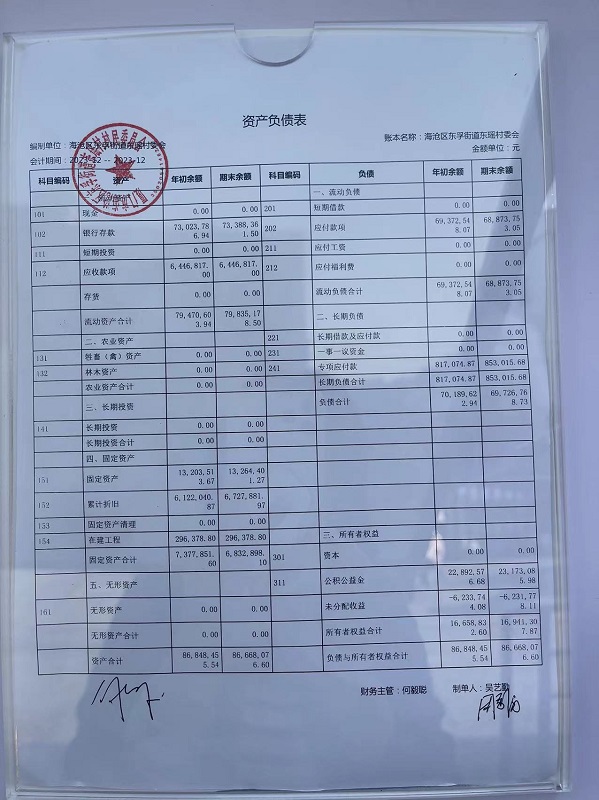 资产负债表
编制单位：海沧区东孚街道东瑶村委会 账本名称：海沧区东孚街道东瑶村委会
会计期间：2023-12 -- 2023-12 金额单位：元
科目编码 资产 年初余额 期末余额 科目编码 负债 年初余额 期末余额
一、流动负债
101 现金 0.00 0.00 201 短期借款 0.00 0.00
102 银行存款 73,023,786.94 73,388,361.50 202 应付款项 69,372,548.07 68,873,753.05
111 短期投资 0.00 0.00 211 应付工资 0.00 0.00
112 应收款项 6,446,817.00 6,446,817.00 212 应付福利费 0.00 0.00
存货 0.00 0.00 流动负债合计 69,372,548.07 68,873,753.05
流动资产合计 79,470,603.94 79,835,178.50 二、长期负债
二、农业资产 221 长期借款及应付款 0.00 0.00
131 牲畜（禽）资产 0.00 0.00 231 一事一议资金 0.00 0.00
132 林木资产 0.00 0.00 241 专项应付款 817,074.87 853,015.68
农业资产合计 0.00 0.00 长期负债合计 817,074.87 853,015.68
三、长期投资 负债合计 70,189,622.94 69,726,768.73
141 长期投资 0.00 0.00
长期投资合计 0.00 0.00
四、固定资产
151 固定资产 13,203,513.67 13,264,401.27
152 累计折旧 6,122,040.87 6,727,881.97
153 固定资产清理 0.00 0.00
154 在建工程 296,378.80 296,378.80 三、所有者权益
固定资产合计 7,377,851.60 6,832,898.10 301 资本 0.00 0.00
五、无形资产 311 公积公益金 22,892,576.68 23,173,085.98
161 无形资产 0.00 0.00 未分配收益 -6,233,744.08 -6,231,778.11
无形资产合计 0.00 0.00 所有者权益合计 16,658,832.60 16,941,307.87
资产合计 86,848,455.54 86,668,076.60 负债与所有者权益合计 86,848,455.54 86,668,076.60
财务主管：何毅聪 制单人：吴艺